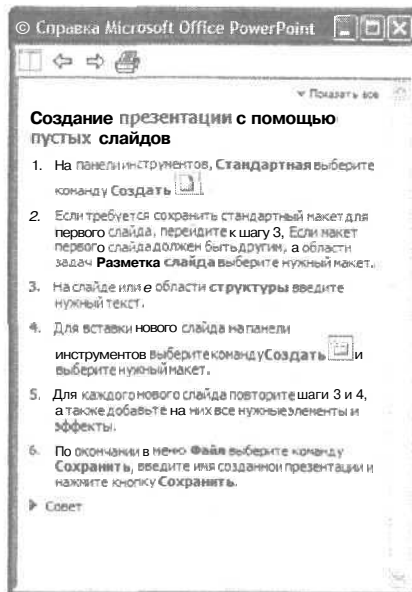 © Справка Microsoft Office PowerPoint
Показать все
Создание презентации с помощью
пустых слайдов
1. На панели инструментов, Стандартная выберите
команду Создать
2. Если требуется сохранить стандартный макет для
первого слайда, перейдите к шагу 3, Если макет
первого слайда должен быть другим, а области
задач Разметка слайда выберите нужный макет.
3. На слайде или е области структуры введите
нужный текст.
4. Для вставки нового слайда на панели
инструментов выберите команду Создать и
выберите нужный макет.
5. Для каждого нового слайда повторите шаги 3 и 4,
а также добавьте на них все нужные элементы и
эффекты.
6. По окончании в меню Файл выберите команду
Сохранить, введите имя созданной презентации и
нажмите кнопку Сохранить.
Совет